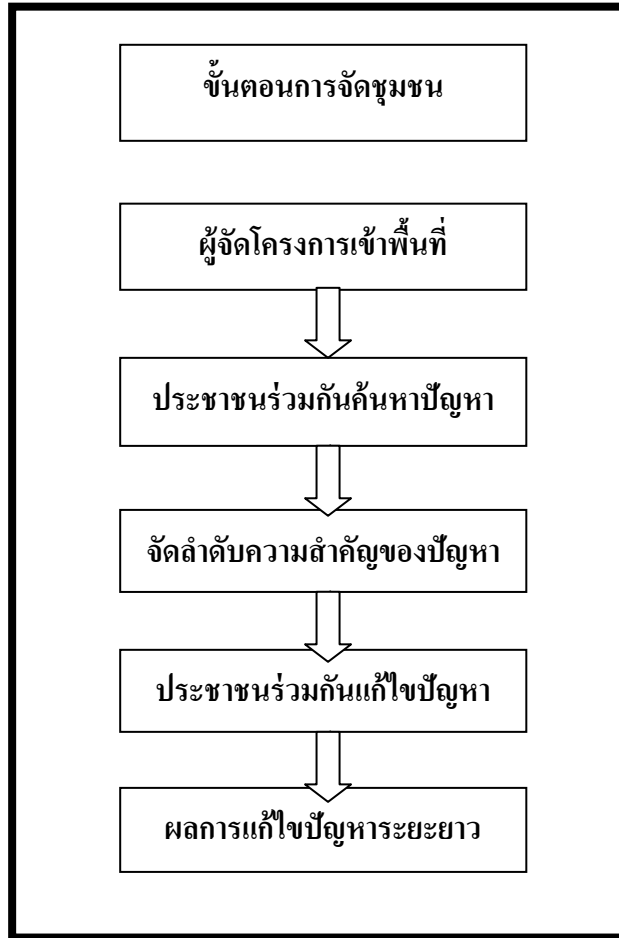 ขั้นตอนการจัดชุมชน
ผู้จัดโครงการเข้าพื้นที่
ประชาชนร่วมกันค้นหาปัญหา
จัดลำดับความสำคัญของปัญหา
ประชาชนร่วมกันแก้ไขปัญหา
ผลการแก้ไขปัญหาระยะยาว